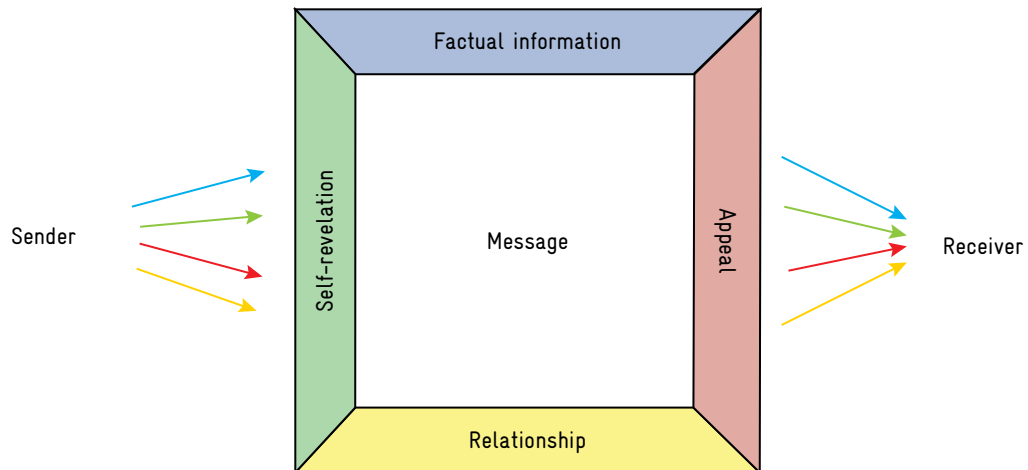 Factual information
Sender
Self-revelation
Message
Appeal
Receiver
Relationship